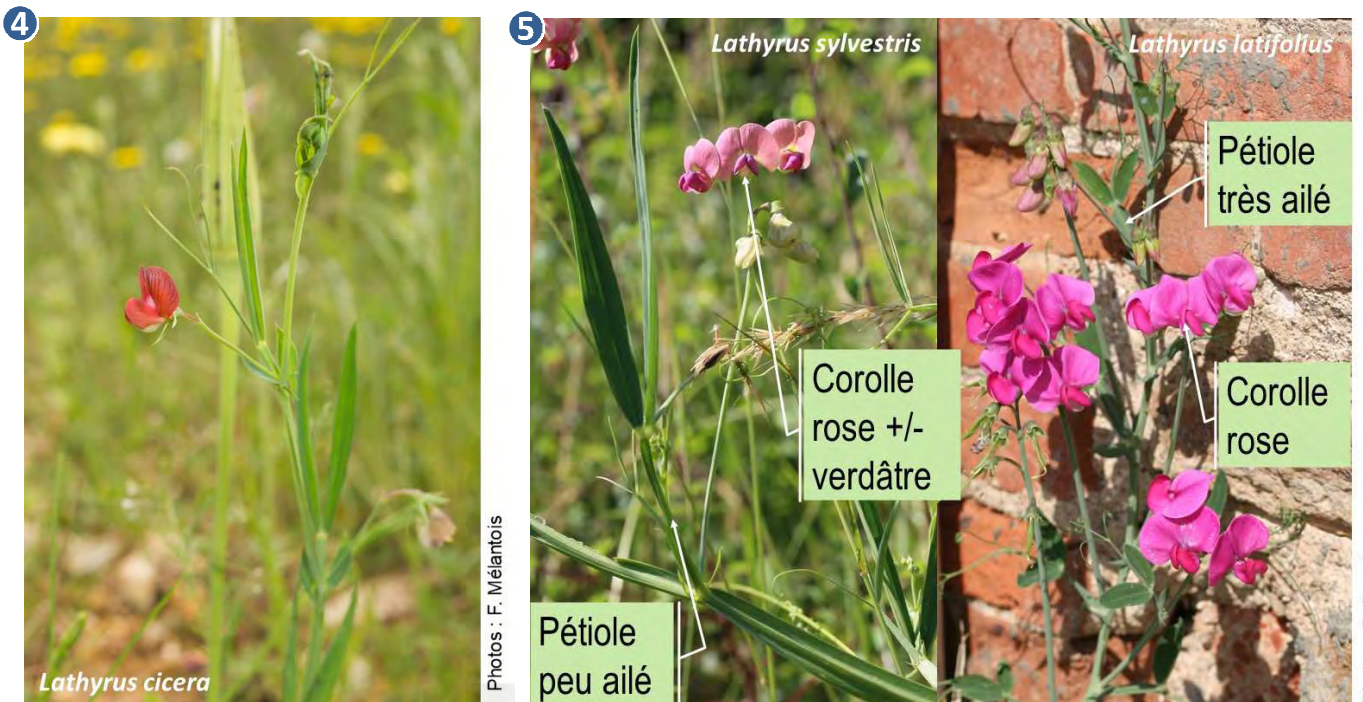 4
Lathyrus cicera
Photos : F. Mélantois
5
Lathyrus sylvestris
Corolle
rose +/-
verdâtre
Pétiole
peu ailé
Lathyrus latifolius
Pétiole
très ailé
Corolle
rose